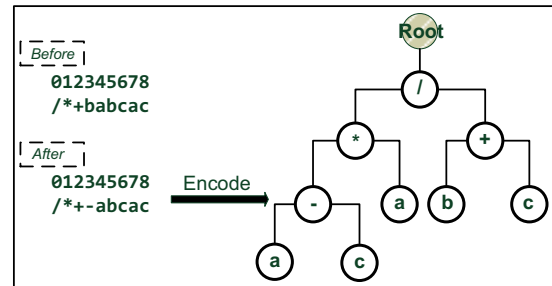 Before
012345678
/*+babcac
After
012345678
/*+-abcac
Encode
Root
/
*
+
-
a
b
c
a
c